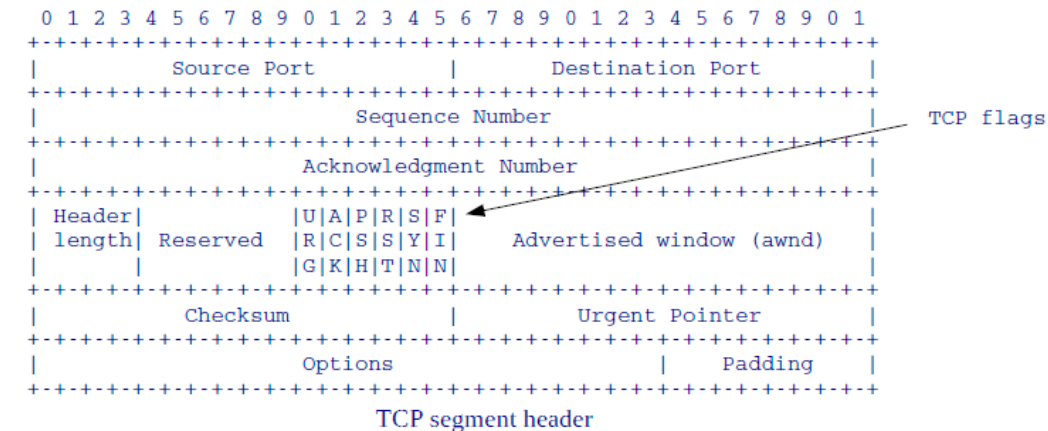 0 1 2 3 4 5 6 7 8 9 0 1 2 3 4 5 6 7 8 9 0 1 2 3 4 5 6 7 8 9 0 1
+-+-+-+-+-+-+-+-+-+-+-+-+-+-+-+-+-+-+-+-+-+-+-+-+-+-+-+-+-+-+-+-+
| Source Port | Destination Port |
+-+-+-+-+-+-+-+-+-+-+-+-+-+-+-+-+-+-+-+-+-+-+-+-+-+-+-+-+-+-+-+-+
| Sequence Number | TCP flags
+-+-+-+-+-+-+-+-+-+-+-+-+-+-+-+-+-+-+-+-+-+-+-+-+-+-+-+-+-+-+-+-+
| Acknowledgment Number |
+-+-+-+-+-+-+-+-+-+-+-+-+-+-+-+-+-+-+-+-+-+-+-+-+-+-+-+-+-+-+-+-+
| Header| |U|A|P|R|S|F| |
| length| Reserved |R|C|S|S|Y|I| Advertised window (awnd) |
| | |G|K|H|T|N|N| |
+-+-+-+-+-+-+-+-+-+-+-+-+-+-+-+-+-+-+-+-+-+-+-+-+-+-+-+-+-+-+-+-+
| Checksum | Urgent Pointer |
+-+-+-+-+-+-+-+-+-+-+-+-+-+-+-+-+-+-+-+-+-+-+-+-+-+-+-+-+-+-+-+-+
| Options | Padding |
+-+-+-+-+-+-+-+-+-+-+-+-+-+-+-+-+-+-+-+-+-+-+-+-+-+-+-+-+-+-+-+-+
TCP segment header